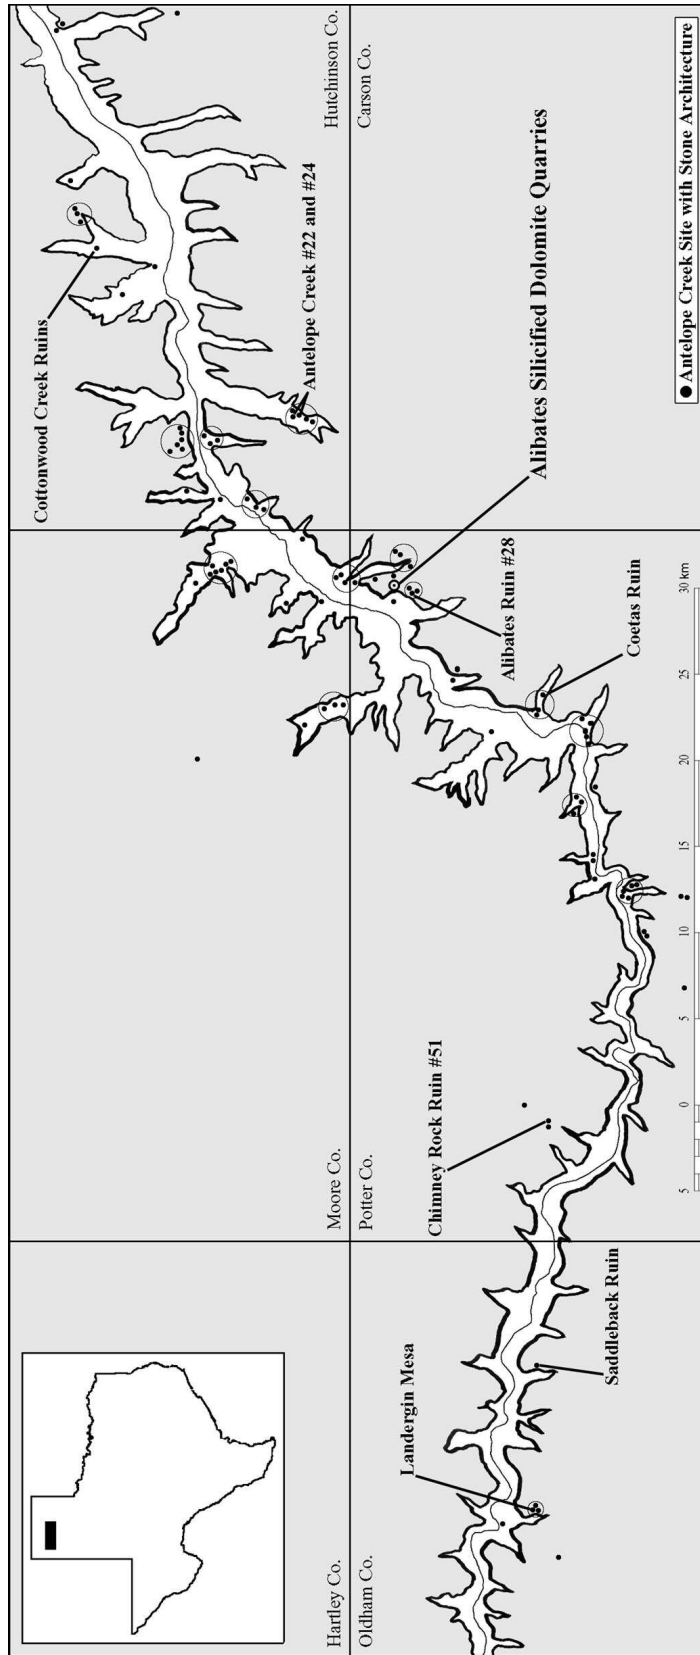 Hartley Co.
Oldham Co.
Moore Co.
Potter Co.
Hutchinson Co.
Carson Co.
Cottonwood Creek Ruins
Antelope Creek #22 and #24
Alibates Silicified Dolomite Quarries
Alibates Ruin #28
Coetas Ruin
Chimney Rock Ruin #51
Landergin Mesa
Saddleback Ruin
5 0 5 10 15 20 25 30 km
Antelope Creek Site with Stone Architecture